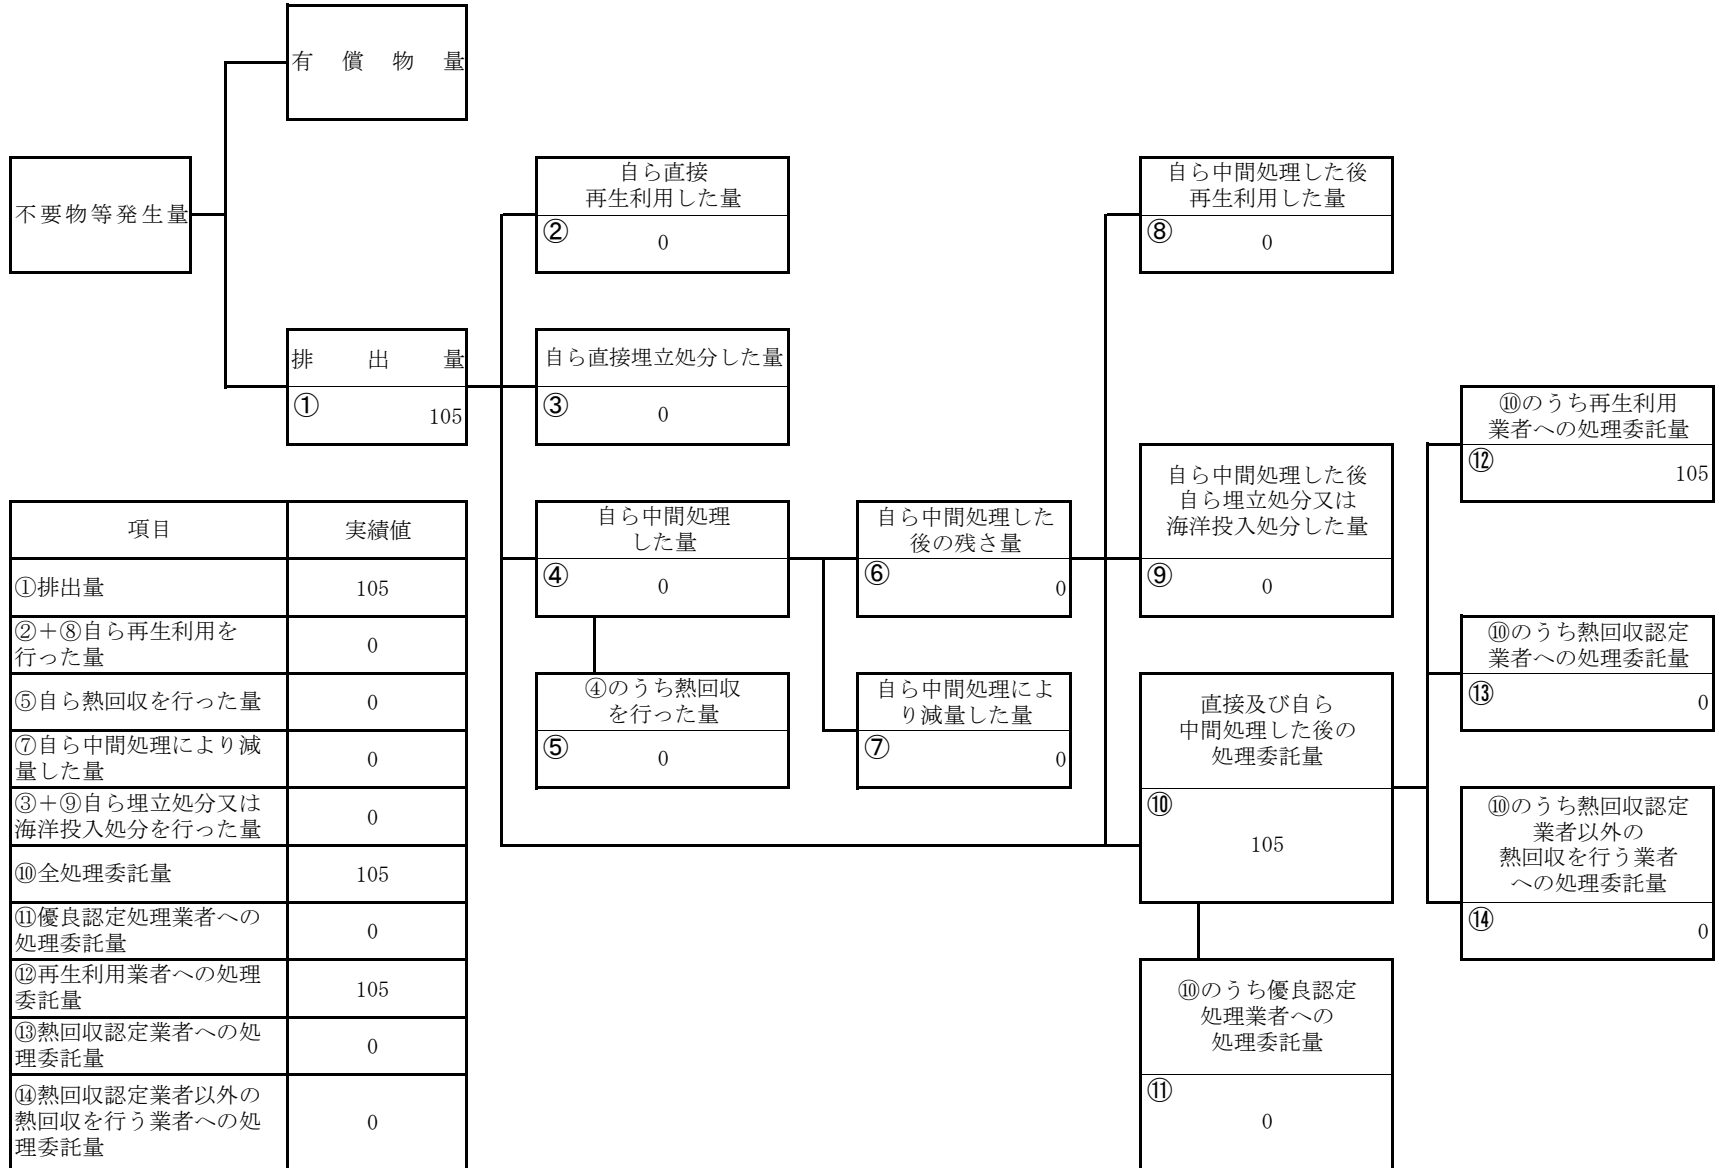 有償物量
不要物等発生量
排出量
①
105
自ら直接
再生利用した量
②
0
自ら直接埋立処分した量
③
0
自ら中間処理
した量
④
0
④のうち熱回収
を行った量
⑤
0
自ら中間処理した
後の残さ量
⑥
0
自ら中間処理によ
り減量した量
⑦
0
自ら中間処理した後
再生利用した量
⑧
0
自ら中間処理した後
自ら埋立処分又は
海洋投入処分した量
⑨
0
直接及び自ら
中間処理した後の
処理委託量
⑩
105
⑩のうち優良認定
処理業者への
処理委託量
⑪
0
⑩のうち再生利用
業者への処理委託量
⑫
105
⑩のうち熱回収認定
業者への処理委託量
⑬
0
⑩のうち熱回収認定
業者以外の
熱回収を行う業者
への処理委託量
⑭
0
項目 実績値
①排出量 105
②＋⑧自ら再生利用を
行った量
0
⑤自ら熱回収を行った量 0
⑦自ら中間処理により減
量した量
0
③＋⑨自ら埋立処分又は
海洋投入処分を行った量
0
⑩全処理委託量 105
⑪優良認定処理業者への
処理委託量
0
⑫再生利用業者への処理
委託量
105
⑬熱回収認定業者への処
理委託量
0
⑭熱回収認定業者以外の
熱回収を行う業者への処
理委託量
0